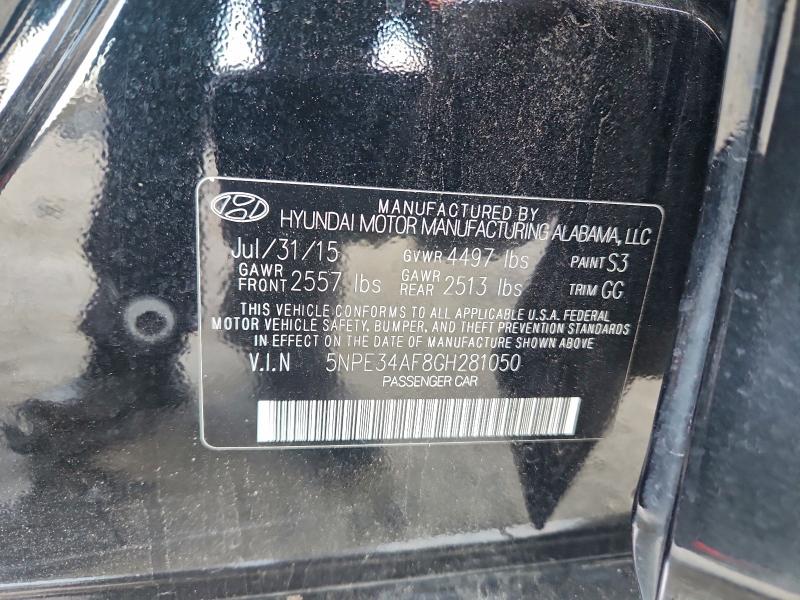 MANUFACTURED BY
HYUNDAI MOTOR MANUFACTURING ALABAMA, LLC
Jul/31/15 GVWR 4497 lbs PAINT S3
GAWR FRONT 2557 lbs GAWR REAR 2513 lbs TRIM GG
THIS VEHICLE CONFORMS TO ALL APPLICABLE U.S.A. FEDERAL
MOTOR VEHICLE SAFETY, BUMPER, AND THEFT PREVENTION STANDARDS
IN EFFECT ON THE DATE OF MANUFACTURE SHOWN ABOVE
V.I.N 5NPE34AF8GH281050
PASSENGER CAR